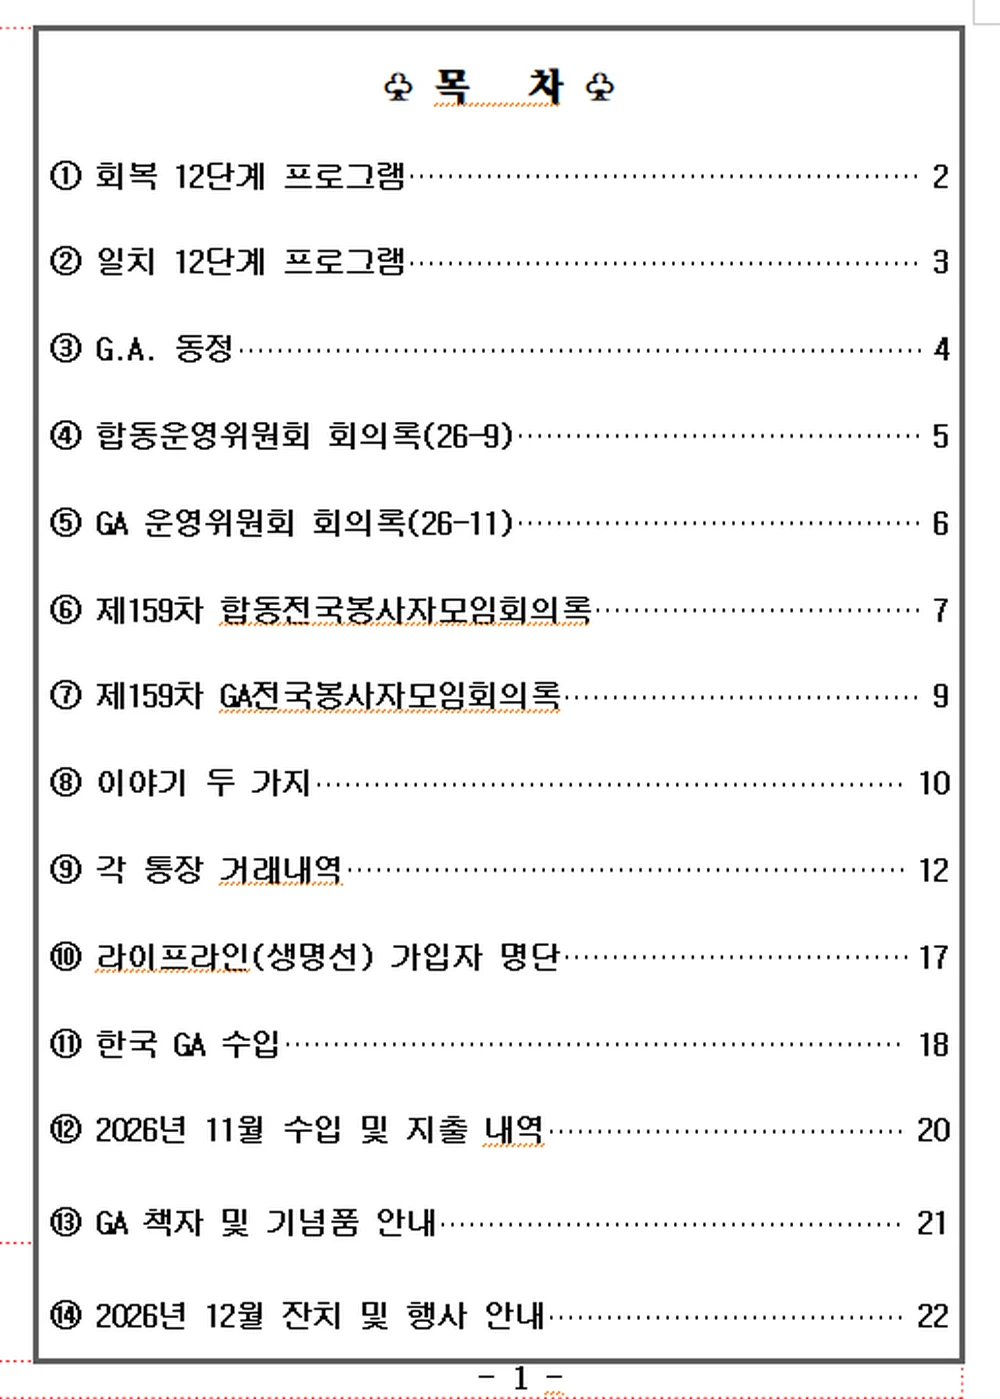 ♧ 목 차 ♧
① 회복 12단계 프로그램 2
② 일치 12단계 프로그램 3
③ G.A. 동정 4
④ 합동운영위원회 회의록(26-9) 5
⑤ GA 운영위원회 회의록(26-11) 6
⑥ 제159차 합동전국봉사자모임회의록 7
⑦ 제159차 GA전국봉사자모임회의록 9
⑧ 이야기 두 가지 10
⑨ 각 통장 거래내역 12
⑩ 라이프라인(생명선) 가입자 명단 17
⑪ 한국 GA 수입 18
⑫ 2026년 11월 수입 및 지출 내역 20
⑬ GA 책자 및 기념품 안내 21
⑭ 2026년 12월 잔치 및 행사 안내 22
- 1 -